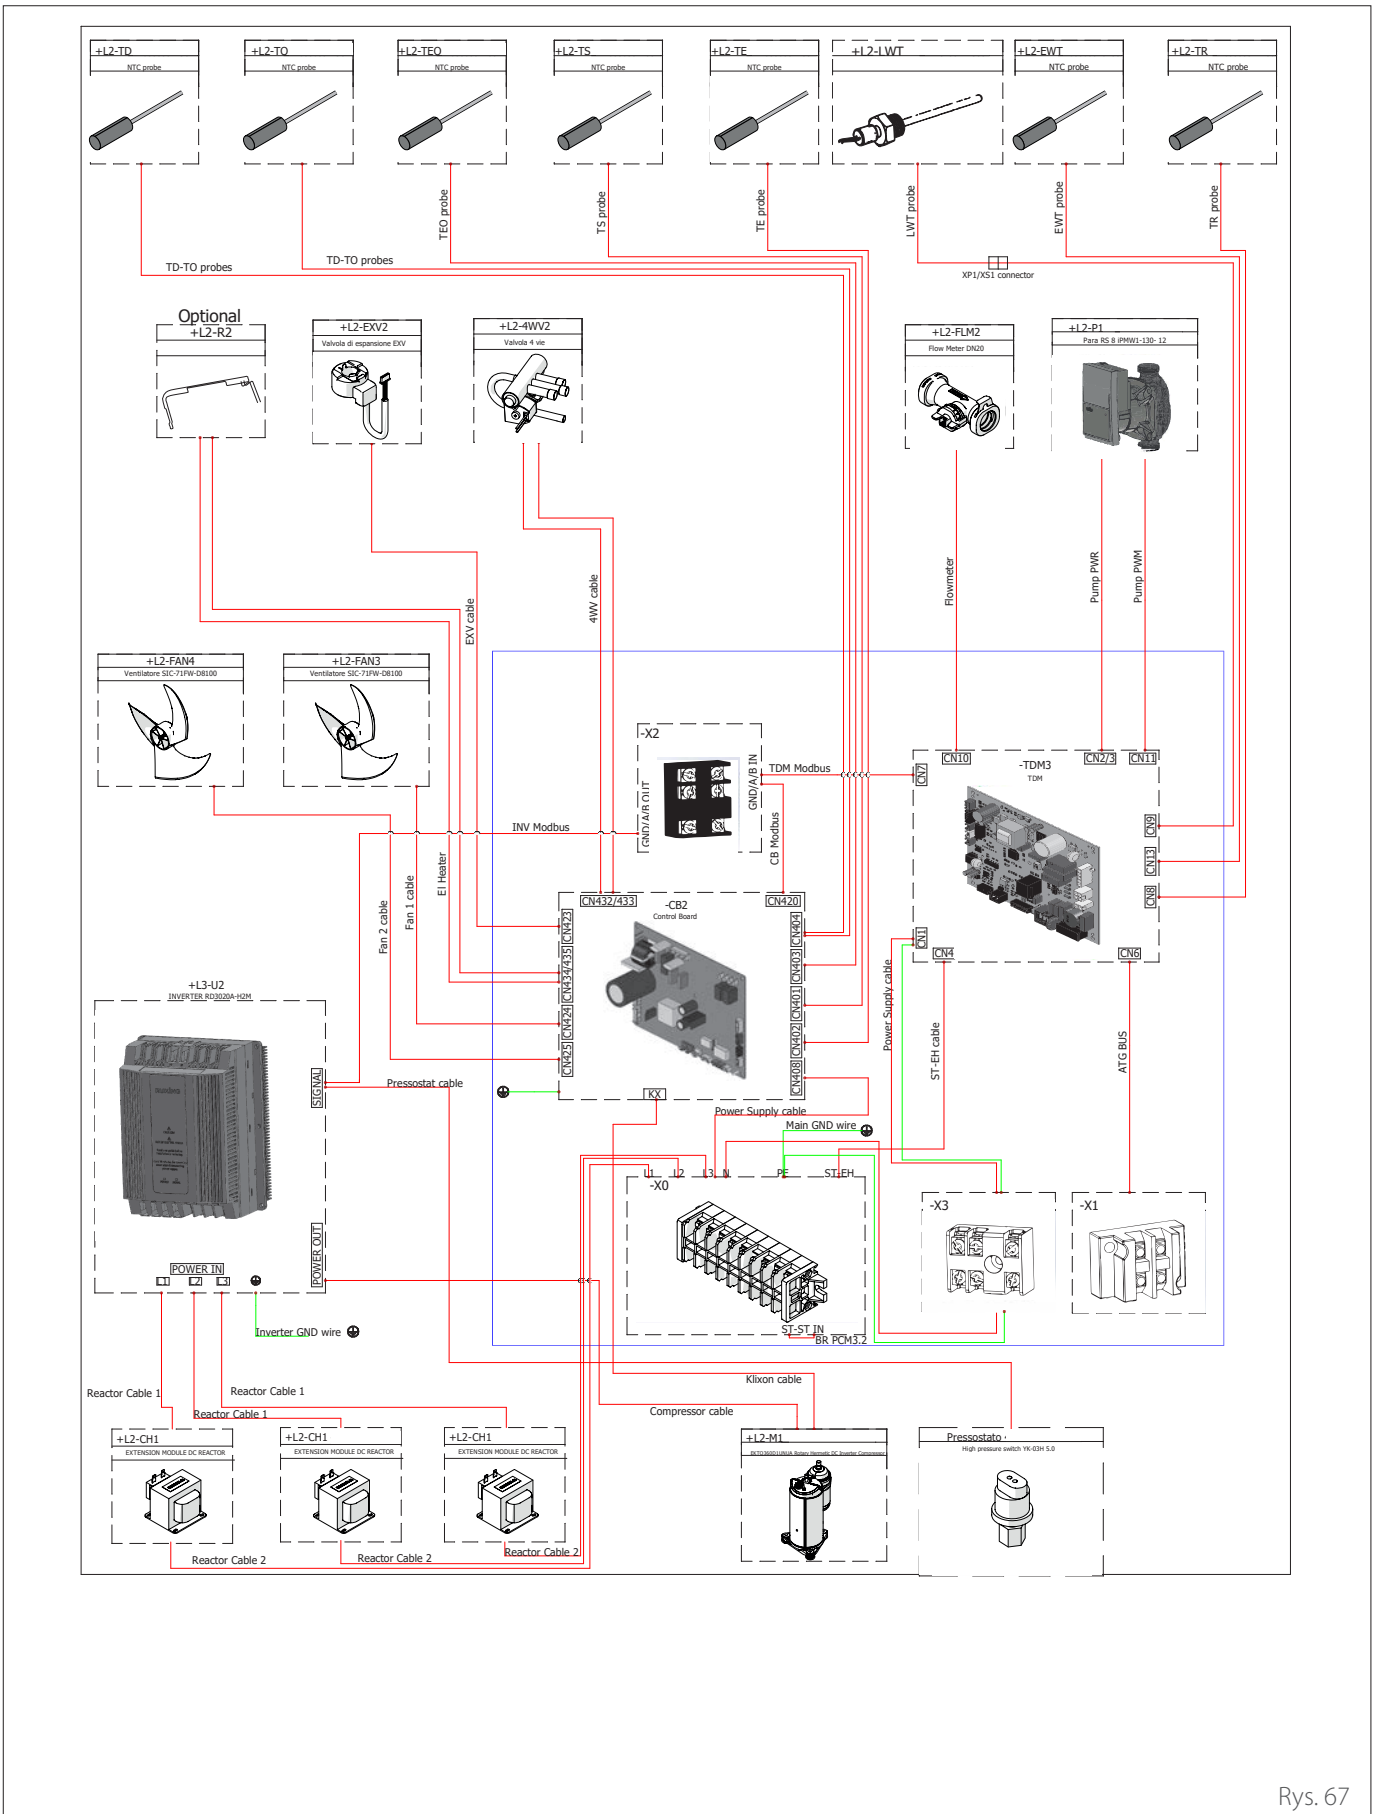 +L2-TD
NTC probe
+L2-TO
NTC probe
+L2-TEO
NTC probe
+L2-TS
NTC probe
+L2-TE
NTC probe
+L2-LWT
+L2-EWT
NTC probe
+L2-TR
NTC probe
TEO probe
TS probe
TE probe
LWT probe
EWT probe
TR probe
TD-TO probes
TD-TO probes
XP1/XS1 connector
Optional
+L2-R2
+L2-EXV2
Valvola di espansione EXV
+L2-4WV2
Valvola 4 vie
+L2-FLM2
Flow Meter DN20
+L2-P1
Para RS 8 iPMW1-130- 12
EXV cable
4WV cable
Flowmeter
Pump PWR
Pump PWM
+L2-FAN4
Ventilatore SIC-71FW-D8100
+L2-FAN3
Ventilatore SIC-71FW-D8100
-X2
GND/A/B OUT
GND/A/B IN
TDM Modbus
INV Modbus
CB Modbus
CN10
CN2/3
CN11
CN7
-TDM3
TDM
CN9
CN13
CN8
CN1
CN4
CN6
Fan 2 cable
Fan 1 cable
El Heater
CN432/433
CN420
-CB2
Control Board
CN423
CN434/435
CN424
CN425
CN404
CN403
CN401
CN402
CN408
KX
Power Supply cable
ST-EH cable
ATG BUS
+L3-U2
INVERTER RD3020A-H2M
SIGNAL
POWER OUT
POWER IN
L1
L2
L3
Pressostat cable
Power Supply cable
Main GND wire
L1
L2
L3
N
PE
ST-EH
-X0
ST-ST IN
BR PCM3.2
-X3
-X1
Inverter GND wire
Klixon cable
Compressor cable
Reactor Cable 1
Reactor Cable 1
Reactor Cable 1
+L2-CH1
EXTENSION MODULE DC REACTOR
+L2-CH1
EXTENSION MODULE DC REACTOR
+L2-CH1
EXTENSION MODULE DC REACTOR
+L2-M1
Pressostato
High pressure switch YK-03H 5.0
Reactor Cable 2
Reactor Cable 2
Reactor Cable 2
Rys. 67